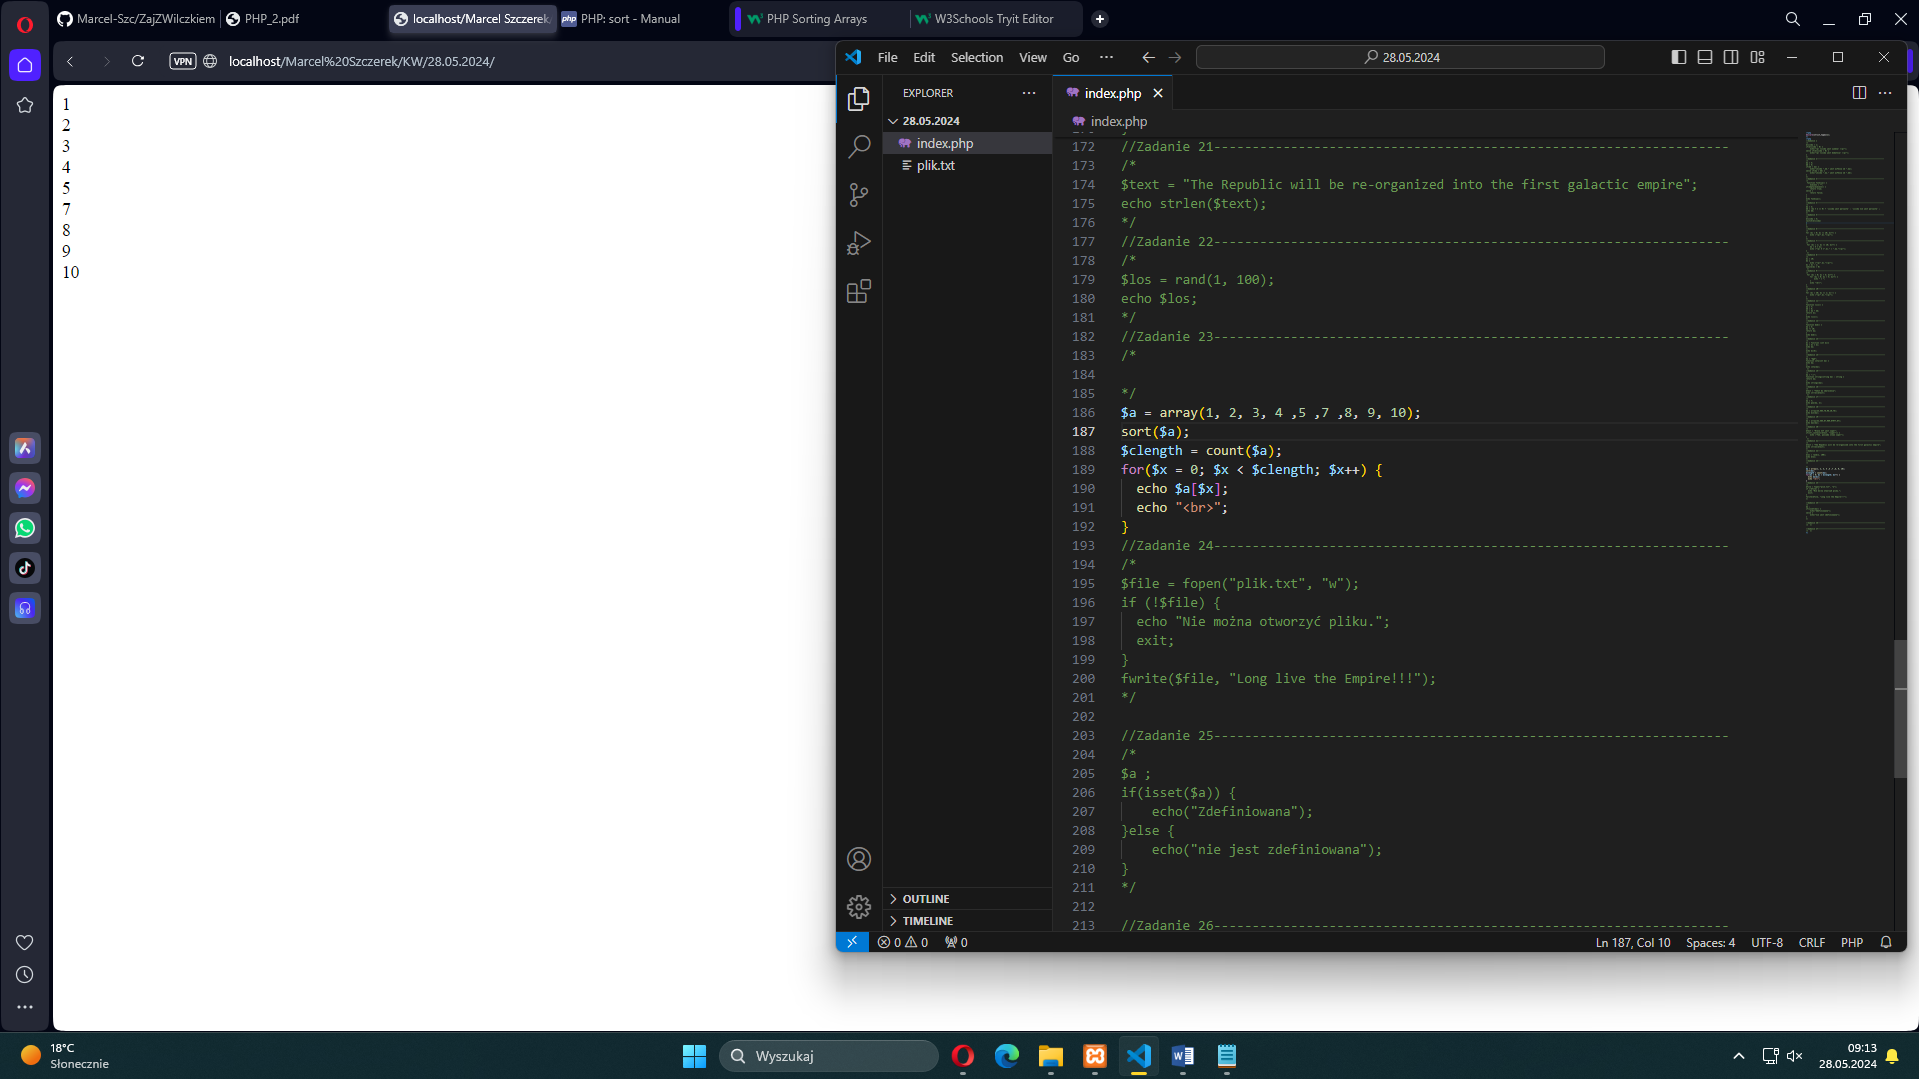 Marcel-Szc/ZajZWilczkiem
PHP_2.pdf
localhost/Marcel Szczerek
PHP: sort - Manual
PHP Sorting Arrays
W3Schools Tryit Editor
VPN
localhost/Marcel%20Szczerek/KW/28.05.2024/
1
2
3
4
5
7
8
9
10
File Edit Selection View Go ···
28.05.2024
EXPLORER
28.05.2024
index.php
plik.txt
OUTLINE
TIMELINE
index.php
index.php
172 //Zadanie 21-------------------------------------------------------------------
173 /*
174 $text = "The Republic will be re-organized into the first galactic empire";
175 echo strlen($text);
176 */
177 //Zadanie 22-------------------------------------------------------------------
178 /*
179 $los = rand(1, 100);
180 echo $los;
181 */
182 //Zadanie 23-------------------------------------------------------------------
183 /*
184
185 */
186 $a = array(1, 2, 3, 4 ,5 ,7 ,8, 9, 10);
187 sort($a);
188 $clength = count($a);
189 for($x = 0; $x < $clength; $x++) {
190 echo $a[$x];
191 echo "<br>";
192 }
193 //Zadanie 24-------------------------------------------------------------------
194 /*
195 $file = fopen("plik.txt", "w");
196 if (!$file) {
197 echo "Nie można otworzyć pliku.";
198 exit;
199 }
200 fwrite($file, "Long live the Empire!!!");
201 */
202
203 //Zadanie 25-------------------------------------------------------------------
204 /*
205 $a ;
206 if(isset($a)) {
207 echo("Zdefiniowana");
208 }else {
209 echo("nie jest zdefiniowana");
210 }
211 */
212
213 //Zadanie 26-------------------------------------------------------------------
0 0 0
Ln 187, Col 10 Spaces: 4 UTF-8 CRLF PHP
18°C
Słonecznie
Wyszukaj
09:13
28.05.2024